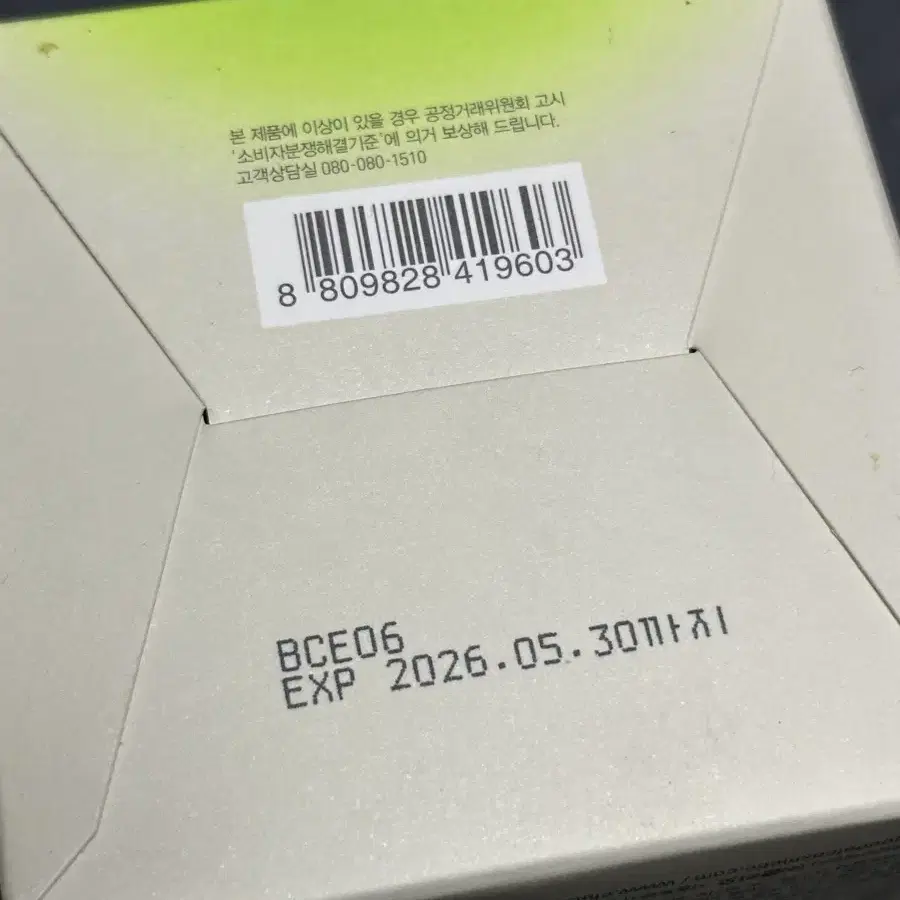 본 제품에 이상이 있을 경우 공정거래위원회 고시
'소비자분쟁해결기준'에 의거 보상해 드립니다.
고객상담실 080-080-1510
8 809828 419603
BCE06
EXP 2026.05.30까지